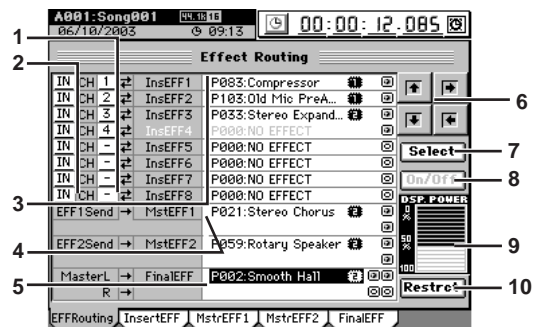 A001:Song001 44.1k 16
06/10/2003 09:13
00:00:12.085
Effect Routing
IN CH 1 ⇄ InsEFF1 P083:Compressor
IN CH 2 ⇄ InsEFF2 P103:Old Mic PreA…
IN CH 3 ⇄ InsEFF3 P033:Stereo Expand…
IN CH 4 ⇄ InsEFF4 P000:NO EFFECT
IN CH - ⇄ InsEFF5 P000:NO EFFECT
IN CH - ⇄ InsEFF6 P000:NO EFFECT
IN CH - ⇄ InsEFF7 P000:NO EFFECT
IN CH - ⇄ InsEFF8 P000:NO EFFECT
EFF1Send → MstEFF1 P021:Stereo Chorus
EFF2Send → MstEFF2 P059:Rotary Speaker
MasterL → FinalEFF P002:Smooth Hall
R →
Select
On/Off
DSP POWER
0
%
50
%
100
Restrct
EFFRouting InsertEFF MstrEFF1 MstrEFF2 FinalEFF
1
2
3
4
5
6
7
8
9
10